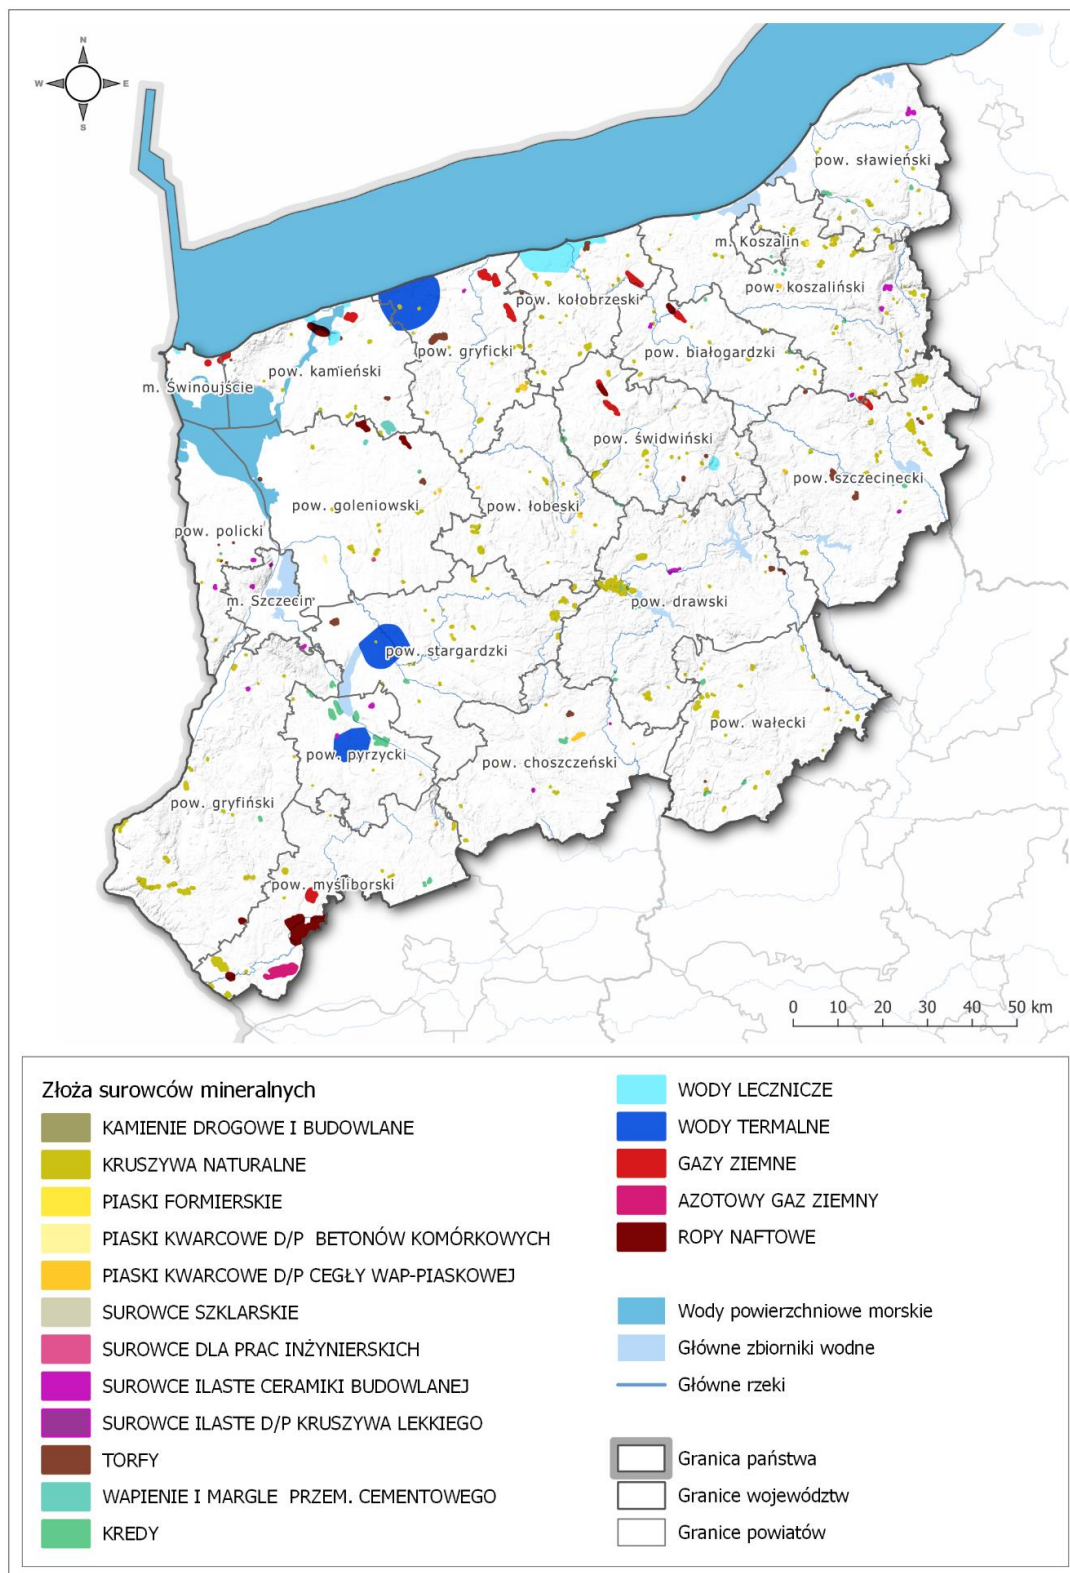 N
W E
S
pow. sławieński
m. Koszalin
pow. koszaliński
pow. kołobrzeski
pow. gryficki
pow. białogardzki
pow. kamieński
m. Świnoujście
pow. świdwiński
pow. szczecinecki
pow. goleniowski
pow. łobeski
pow. policki
m. Szczecin
pow. drawski
pow. stargardzki
pow. wałecki
pow. pyrzycki
pow. choszczeński
pow. gryfiński
pow. myśliborski
0 10 20 30 40 50 km
Złoża surowców mineralnych
KAMIENIE DROGOWE I BUDOWLANE
KRUSZYWA NATURALNE
PIASKI FORMIERSKIE
PIASKI KWARCOWE D/P BETONÓW KOMÓRKOWYCH
PIASKI KWARCOWE D/P CEGŁY WAP-PIASKOWEJ
SUROWCE SZKLARSKIE
SUROWCE DLA PRAC INŻYNIERSKICH
SUROWCE ILASTE CERAMIKI BUDOWLANEJ
SUROWCE ILASTE D/P KRUSZYWA LEKKIEGO
TORFY
WAPIENIE I MARGLE PRZEM. CEMENTOWEGO
KREDY
WODY LECZNICZE
WODY TERMALNE
GAZY ZIEMNE
AZOTOWY GAZ ZIEMNY
ROPY NAFTOWE
Wody powierzchniowe morskie
Główne zbiorniki wodne
Główne rzeki
Granica państwa
Granice województw
Granice powiatów